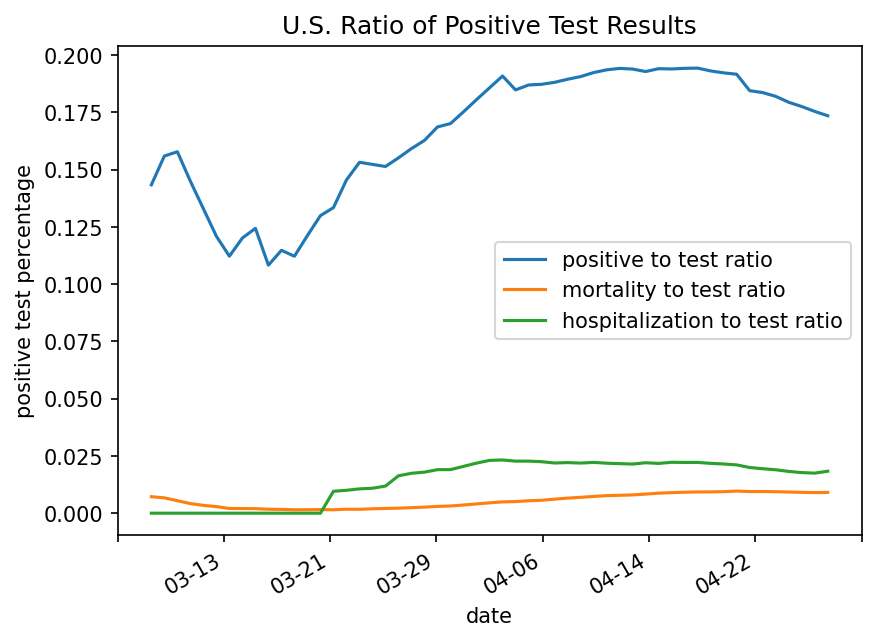 U.S. Ratio of Positive Test Results
0.200
0.175
0.150
0.125
0.100
0.075
0.050
0.025
0.000
positive test percentage
positive to test ratio
mortality to test ratio
hospitalization to test ratio
03-13
03-21
03-29
04-06
04-14
04-22
date